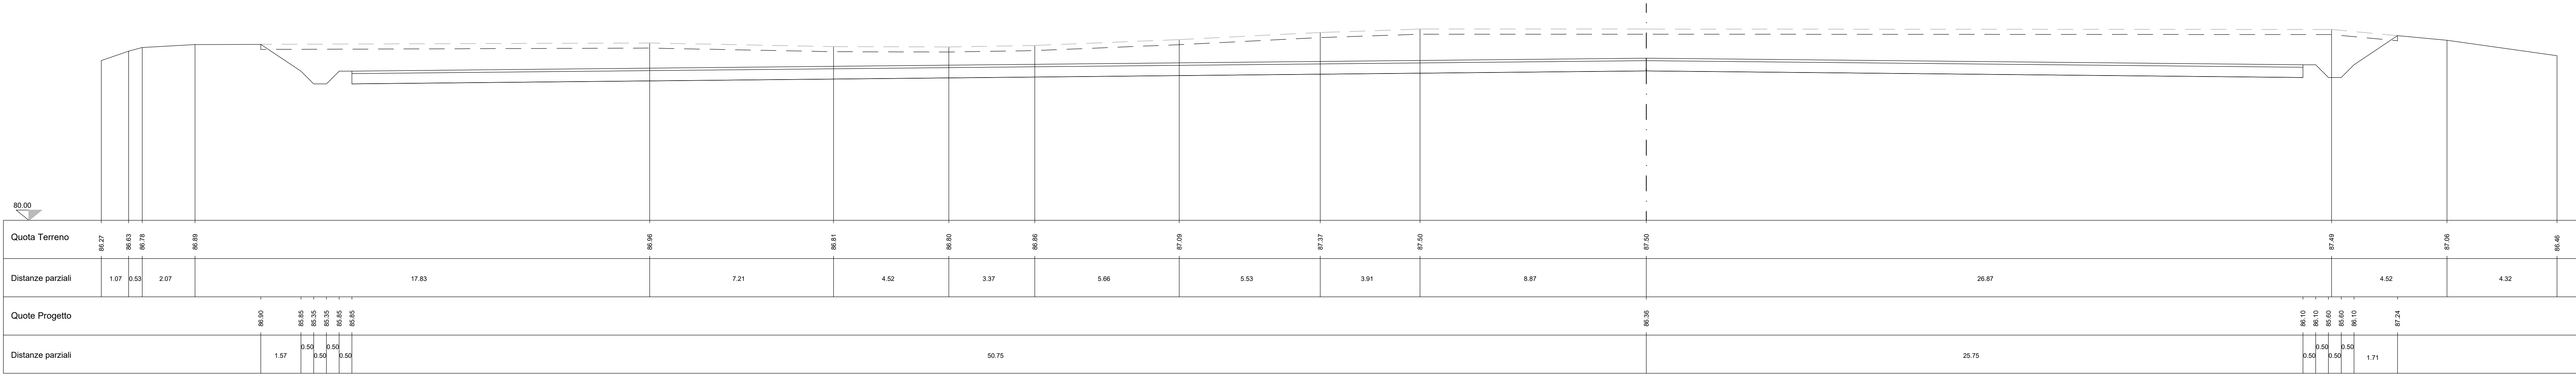 80.00
Quota Terreno
86.27 86.63 86.78 86.89 86.96 86.81 86.80 86.86 87.09 87.37 87.50 87.50 87.49 87.06 86.46
Distanze parziali
1.07 0.53 2.07 17.83 7.21 4.52 3.37 5.66 5.53 3.91 8.87 26.87 4.52 4.32
Quote Progetto
86.90 85.85 85.35 85.35 85.85 85.85 86.36 86.10 86.10 85.60 85.60 86.10 87.24
Distanze parziali
1.57 0.50 0.50 0.50 0.50 50.75 25.75 0.50 0.50 0.50 0.50 1.71